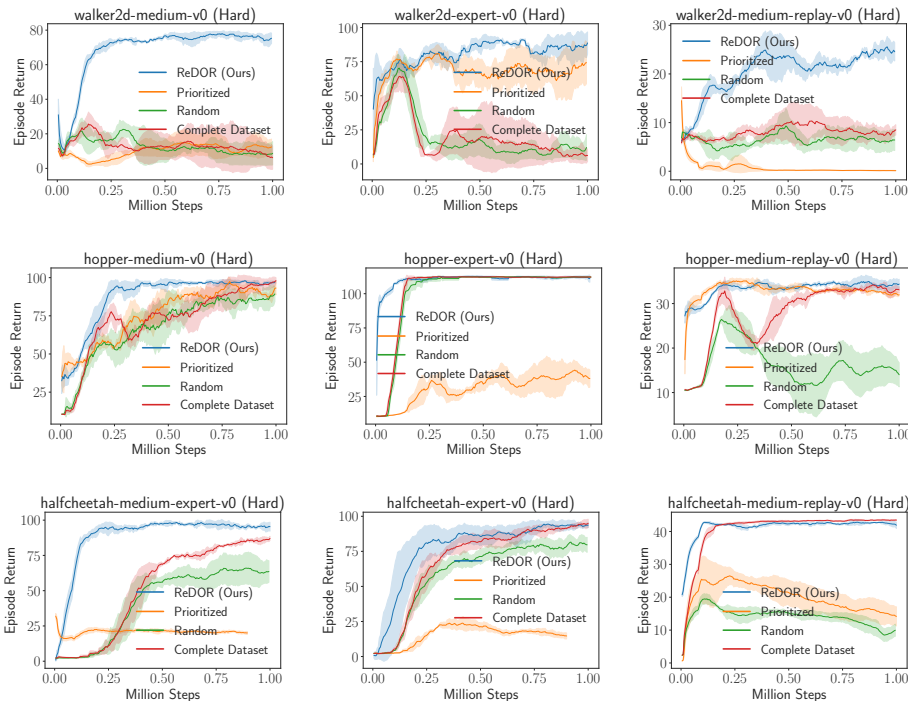 walker2d-medium-v0 (Hard)
Episode Return
80
60
40
20
0
ReDOR (Ours)
Prioritized
Random
Complete Dataset
0.00 0.25 0.50 0.75 1.00
Million Steps
walker2d-expert-v0 (Hard)
Episode Return
100
75
50
25
0
ReDOR (Ours)
Prioritized
Random
Complete Dataset
0.00 0.25 0.50 0.75 1.00
Million Steps
walker2d-medium-replay-v0 (Hard)
Episode Return
30
20
10
0
ReDOR (Ours)
Prioritized
Random
Complete Dataset
0.00 0.25 0.50 0.75 1.00
Million Steps
hopper-medium-v0 (Hard)
Episode Return
100
75
50
25
ReDOR (Ours)
Prioritized
Random
Complete Dataset
0.00 0.25 0.50 0.75 1.00
Million Steps
hopper-expert-v0 (Hard)
Episode Return
100
75
50
25
0
ReDOR (Ours)
Prioritized
Random
Complete Dataset
0.00 0.25 0.50 0.75 1.00
Million Steps
hopper-medium-replay-v0 (Hard)
Episode Return
30
20
10
ReDOR (Ours)
Prioritized
Random
Complete Dataset
0.00 0.25 0.50 0.75 1.00
Million Steps
halfcheetah-medium-expert-v0 (Hard)
Episode Return
100
75
50
25
0
ReDOR (Ours)
Prioritized
Random
Complete Dataset
0.00 0.25 0.50 0.75 1.00
Million Steps
halfcheetah-expert-v0 (Hard)
Episode Return
100
75
50
25
0
ReDOR (Ours)
Prioritized
Random
Complete Dataset
0.00 0.25 0.50 0.75 1.00
Million Steps
halfcheetah-medium-replay-v0 (Hard)
Episode Return
40
30
20
10
0
ReDOR (Ours)
Prioritized
Random
Complete Dataset
0.00 0.25 0.50 0.75 1.00
Million Steps